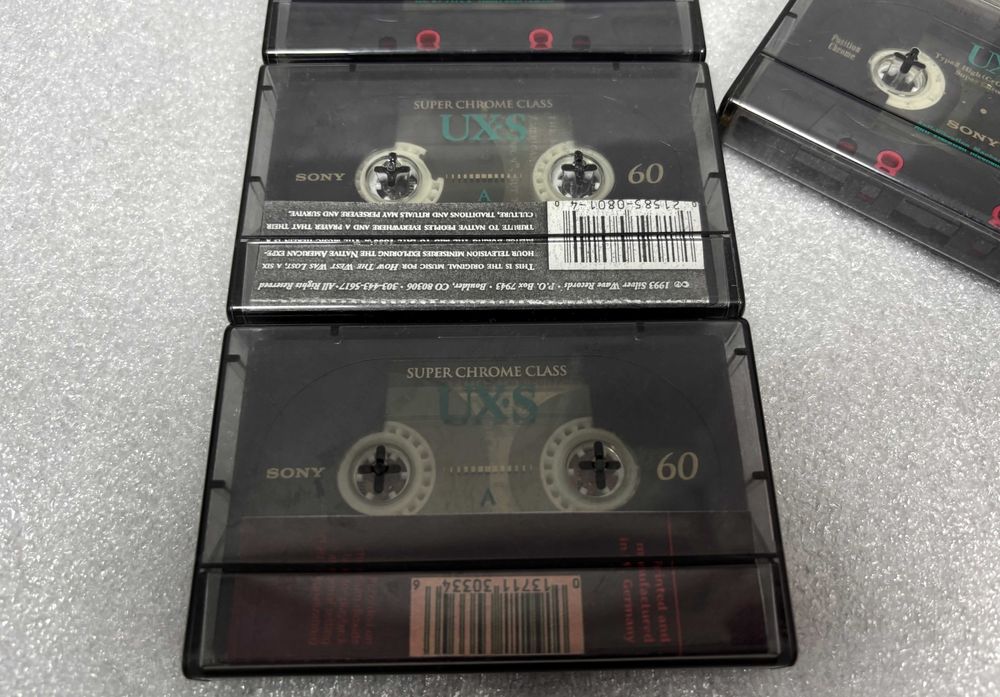 SUPER CHROME CLASS
UX·S
SONY
60
A
0 21585-0801-4
CULTURE, TRADITIONS AND RITUALS MAY PERSEVERE AND SURVIVE.
TRIBUTE TO NATIVE PEOPLES EVERYWHERE AND A PRAYER THAT THEIR
HOUR TELEVISION MINISERIES EXPLORING THE NATIVE AMERICAN EXPE-
THIS IS THE ORIGINAL MUSIC FOR HOW THE WEST WAS LOST, A SIX
©℗ 1993 Silver Wave Records • P.O. Box 7943 • Boulder, CO 80306 • 303-443-5617 • All Rights Reserved
Position
Chrome
SONY
SUPER CHROME CLASS
UX·S
SONY
60
A
0 13711 30334 6
Printed and
manufactured
Germany